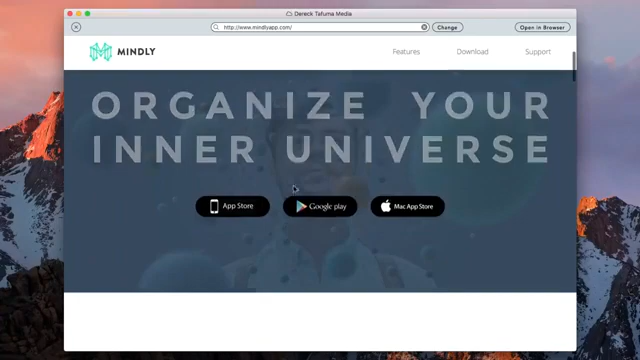 Dereck Tafuma Media
http://www.mindlyapp.com/
Change
Open in Browser
MINDLY
Features
Download
Support
ORGANIZE YOUR
INNER UNIVERSE
App Store
Google play
Mac App Store